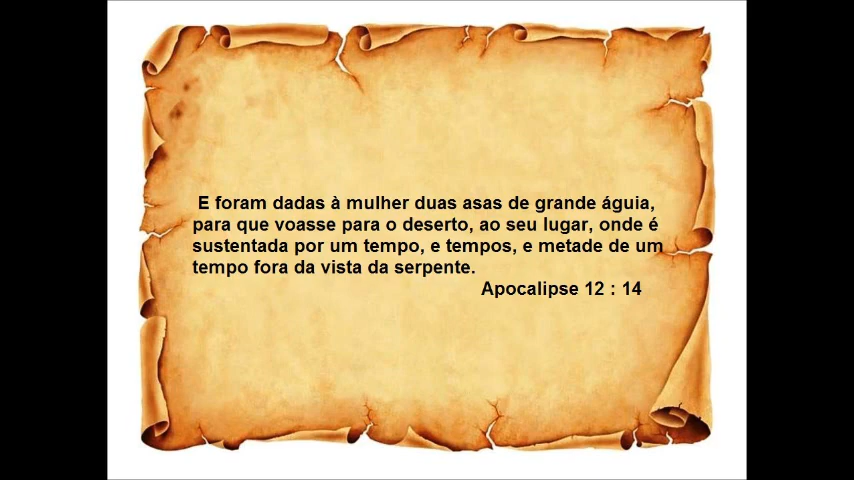 E foram dadas à mulher duas asas de grande águia,
para que voasse para o deserto, ao seu lugar, onde é
sustentada por um tempo, e tempos, e metade de um
tempo fora da vista da serpente.
Apocalipse 12 : 14